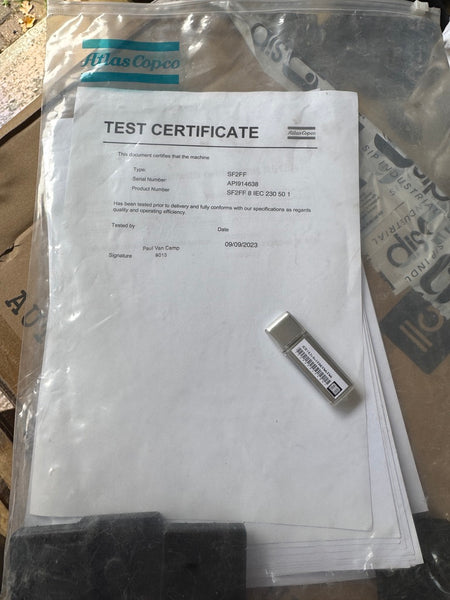 Atlas Copco
TEST CERTIFICATE
Atlas Copco
This document certifies that the machine
Type: SF2FF
Serial Number: API914638
Product Number SF2FF 8 IEC 230 50 1
Has been tested prior to delivery and fully conforms with our specifications as regards
quality and operating efficiency.
Tested by Date
Paul Van Camp 09/09/2023
Signature 9013